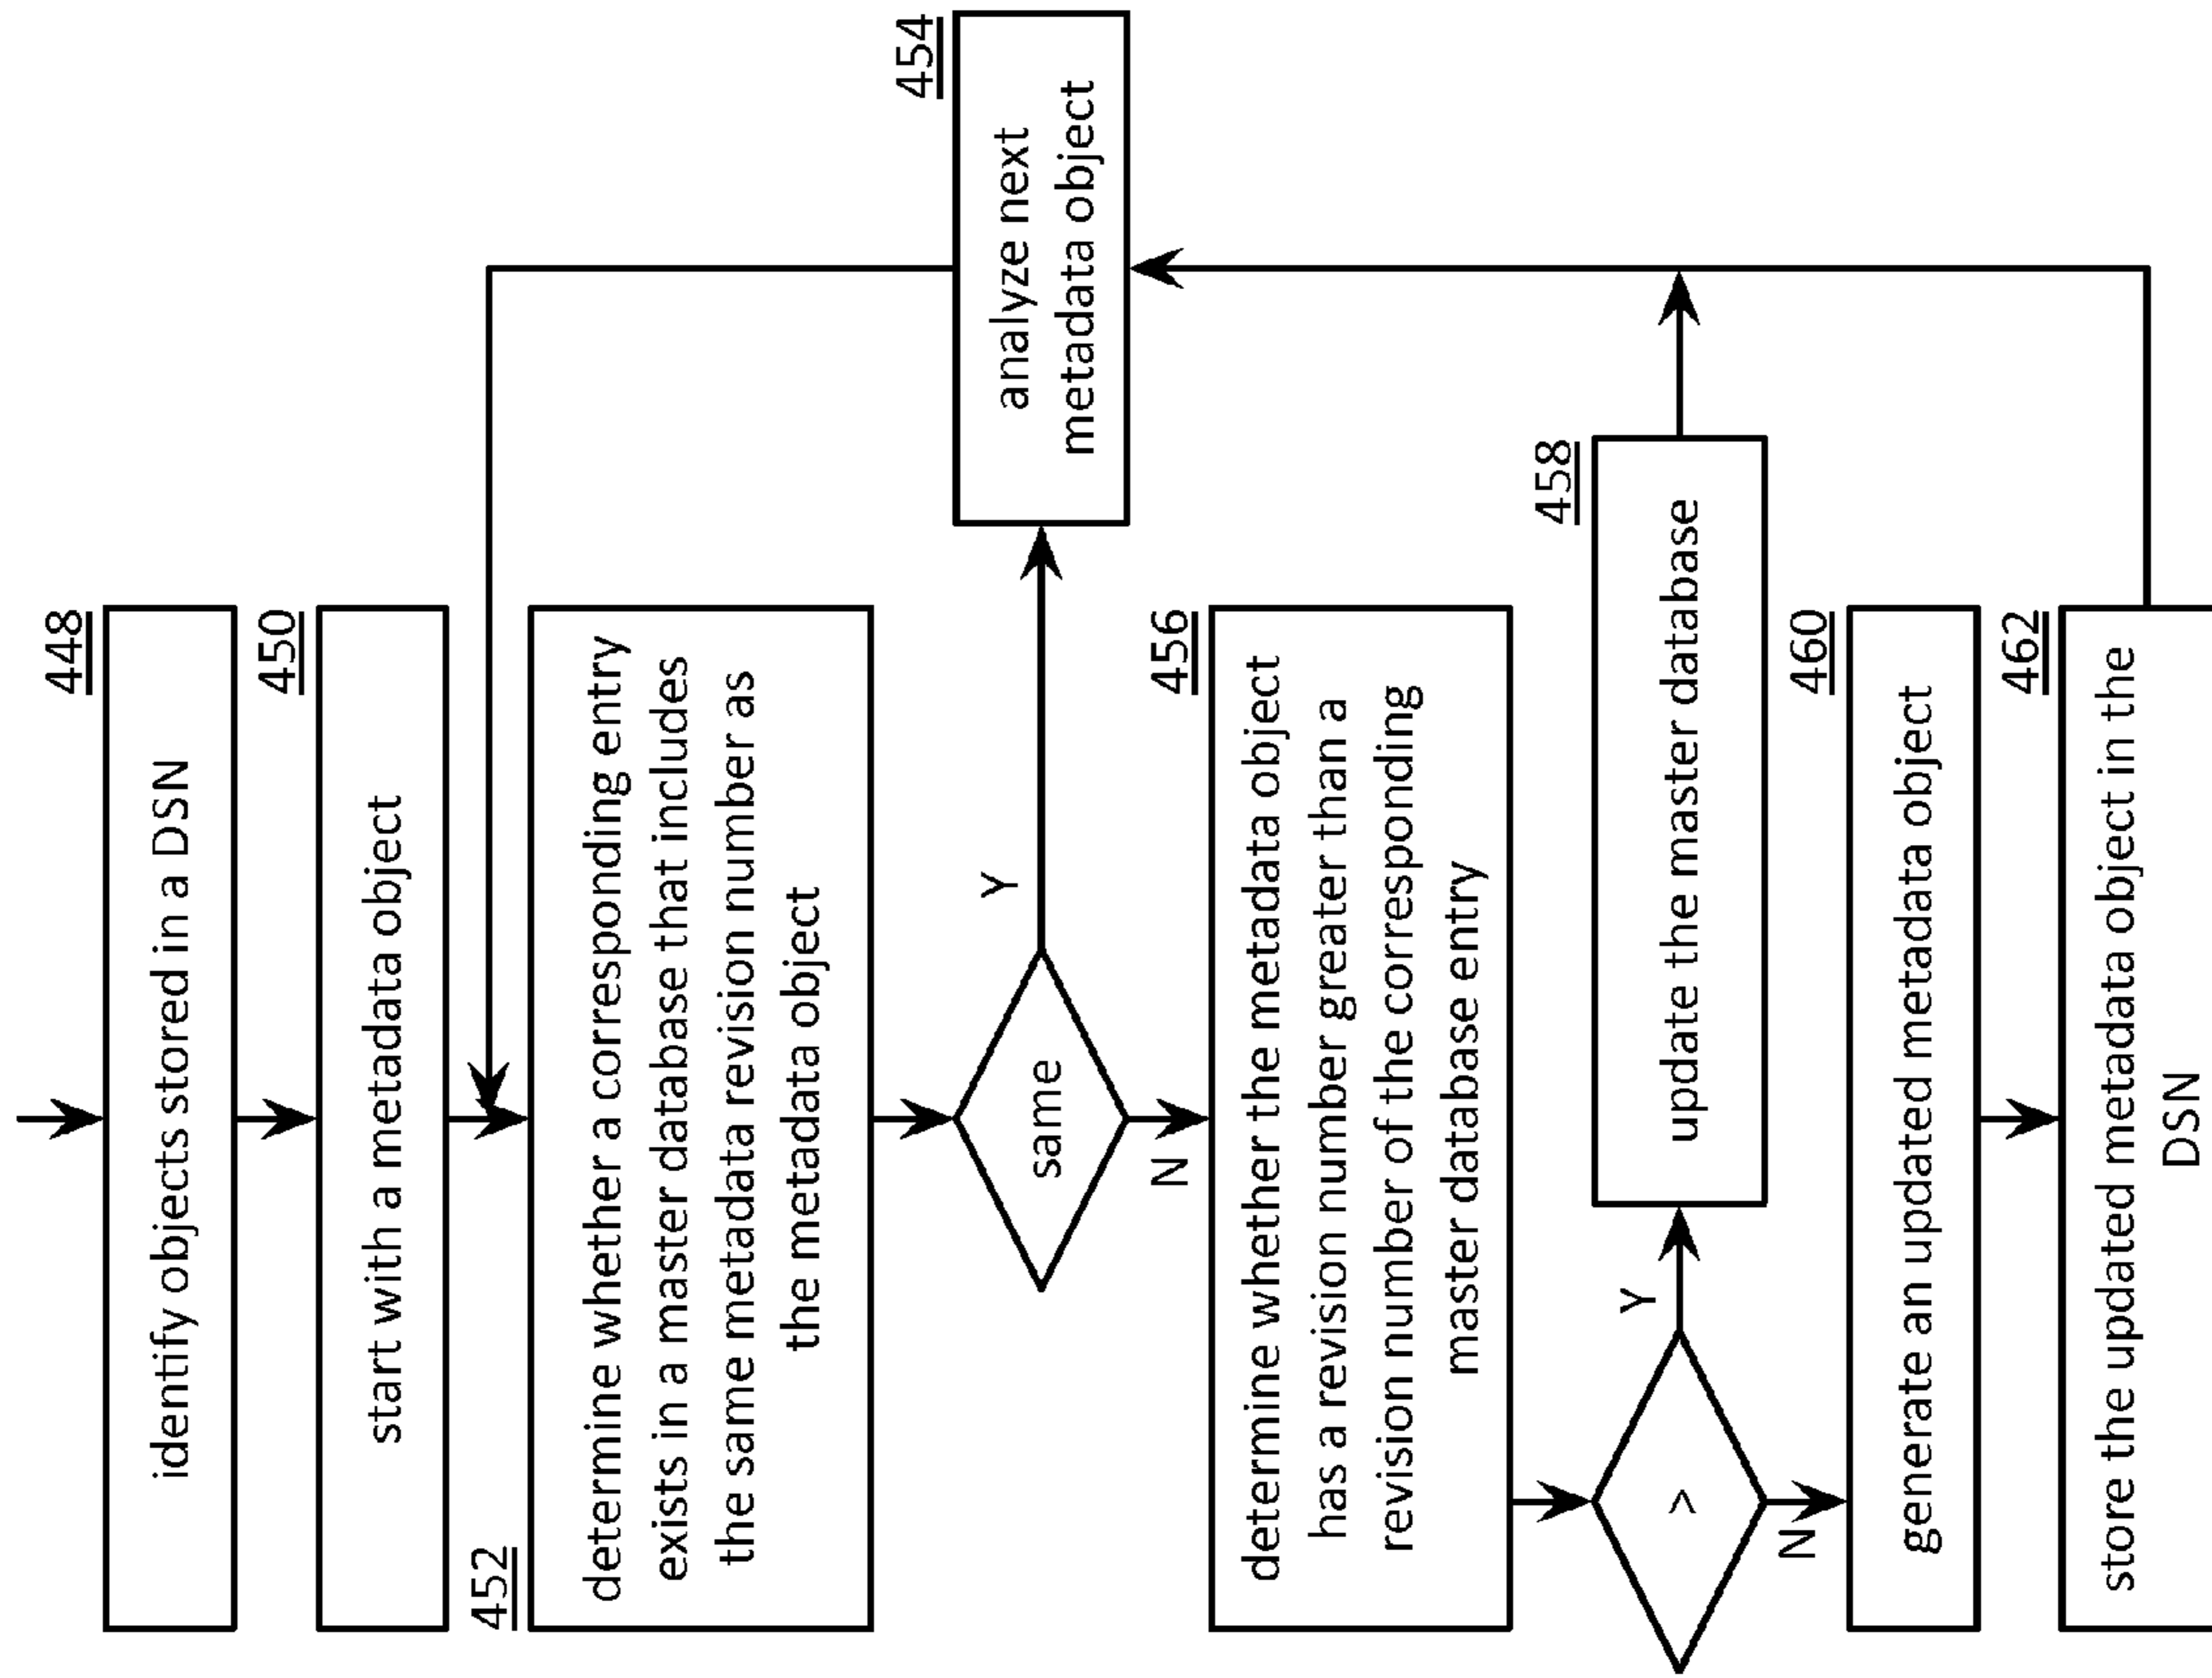 448
identify objects stored in a DSN
450
start with a metadata object
452
determine whether a corresponding entry
exists in a master database that includes
the same metadata revision number as
the metadata object
same
Y
N
454
analyze next
metadata object
456
determine whether the metadata object
has a revision number greater than a
revision number of the corresponding
master database entry
>
Y
N
458
update the master database
460
generate an updated metadata object
462
store the updated metadata object in the
DSN